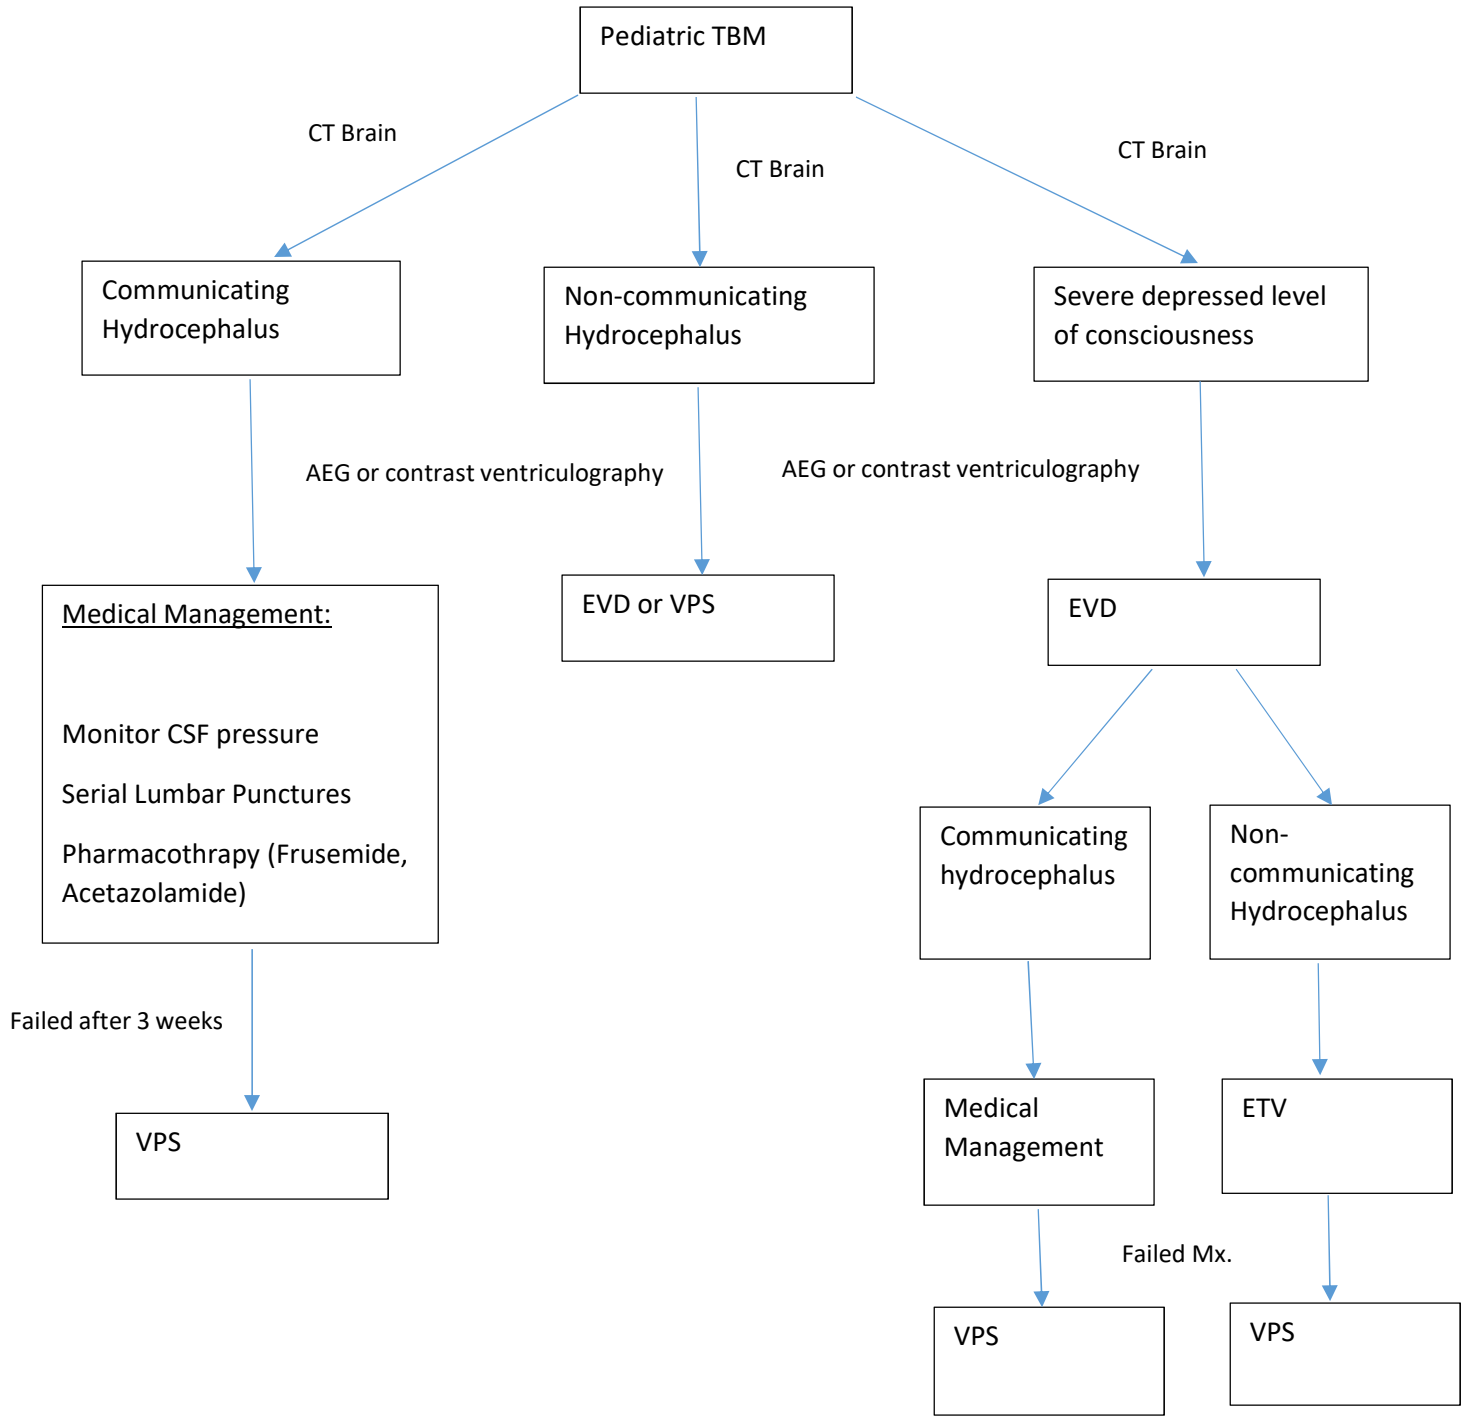 Pediatric TBM
CT Brain
CT Brain
CT Brain
Communicating
Hydrocephalus
Non-communicating
Hydrocephalus
Severe depressed level
of consciousness
AEG or contrast ventriculography
AEG or contrast ventriculography
Medical Management:
Monitor CSF pressure
Serial Lumbar Punctures
Pharmacothrapy (Frusemide,
Acetazolamide)
EVD or VPS
EVD
Communicating
hydrocephalus
Non-
communicating
Hydrocephalus
Failed after 3 weeks
VPS
Medical
Management
ETV
Failed Mx.
VPS
VPS